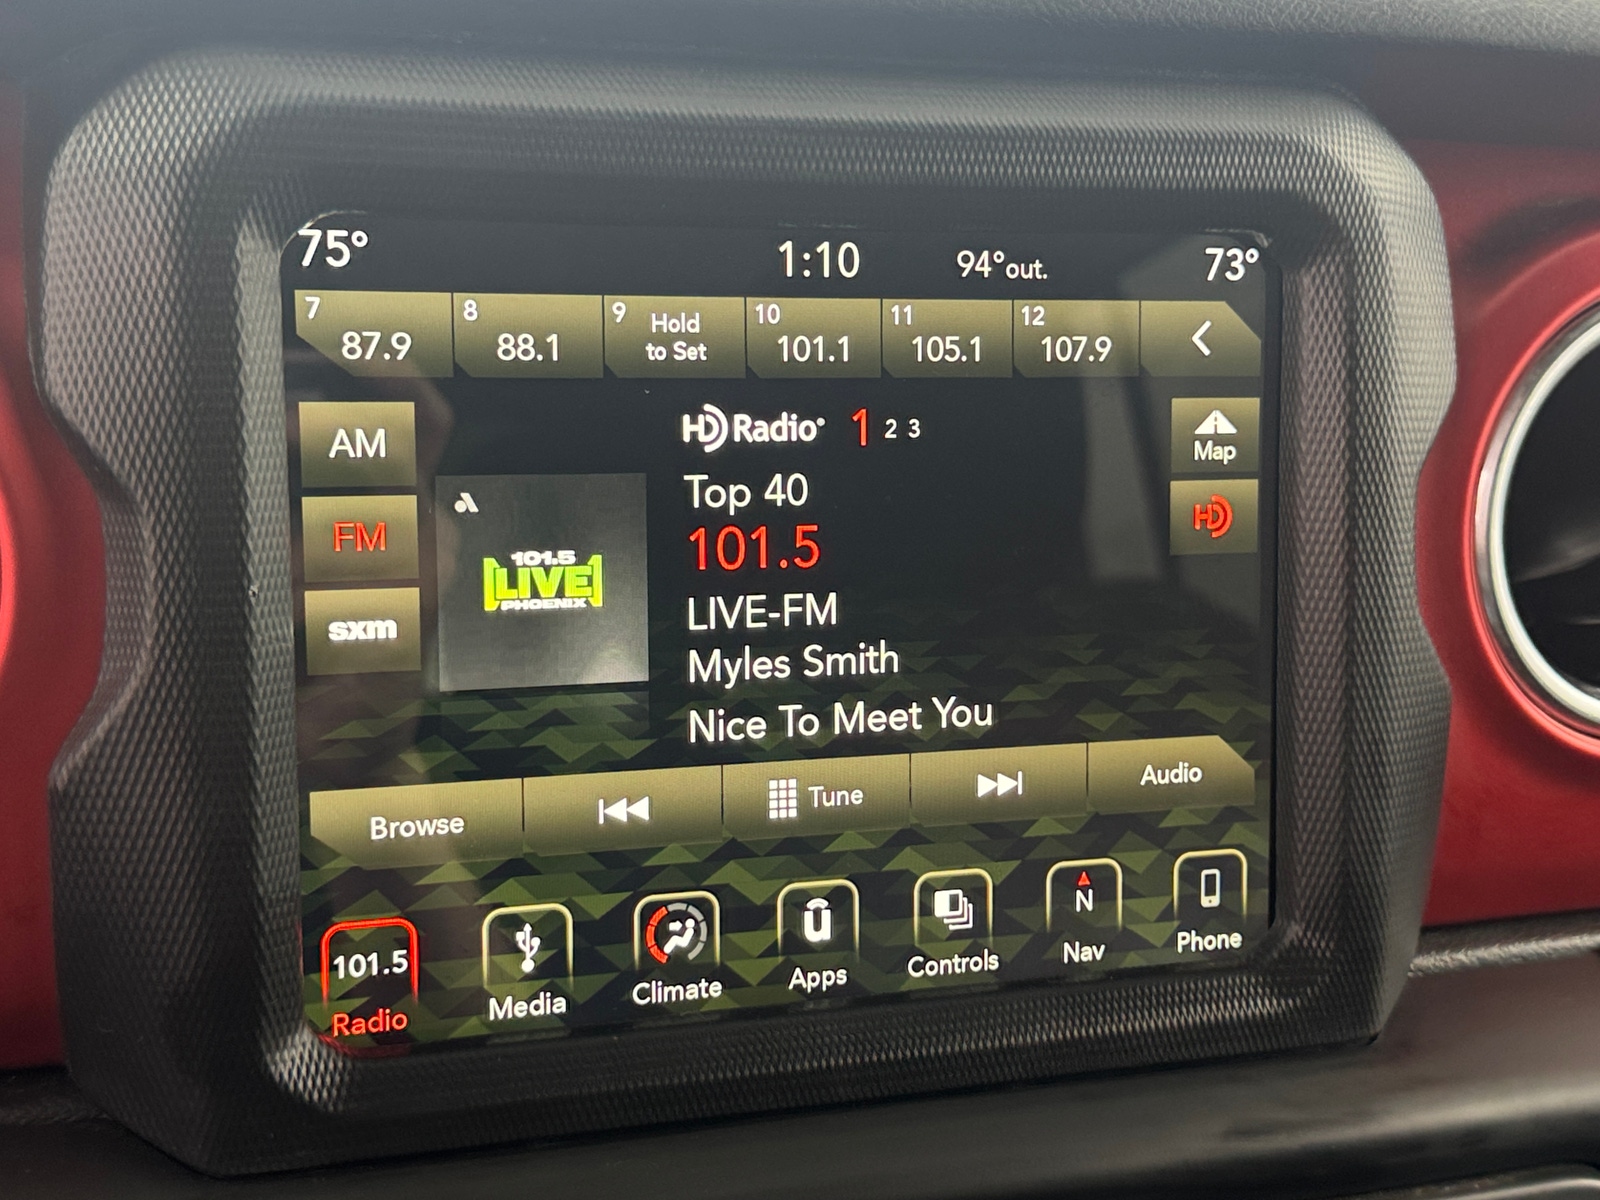 75° 1:10 94°out. 73°
7 8 9 Hold 10 11 12
87.9 88.1 to Set 101.1 105.1 107.9
HD Radio® 1 2 3
AM
Map
Top 40
FM
HD
101.5
101.5
LIVE
PHOENIX
LIVE-FM
sxm
Myles Smith
Nice To Meet You
Browse Tune Audio
101.5 N
Radio Media Climate Apps Controls Nav Phone